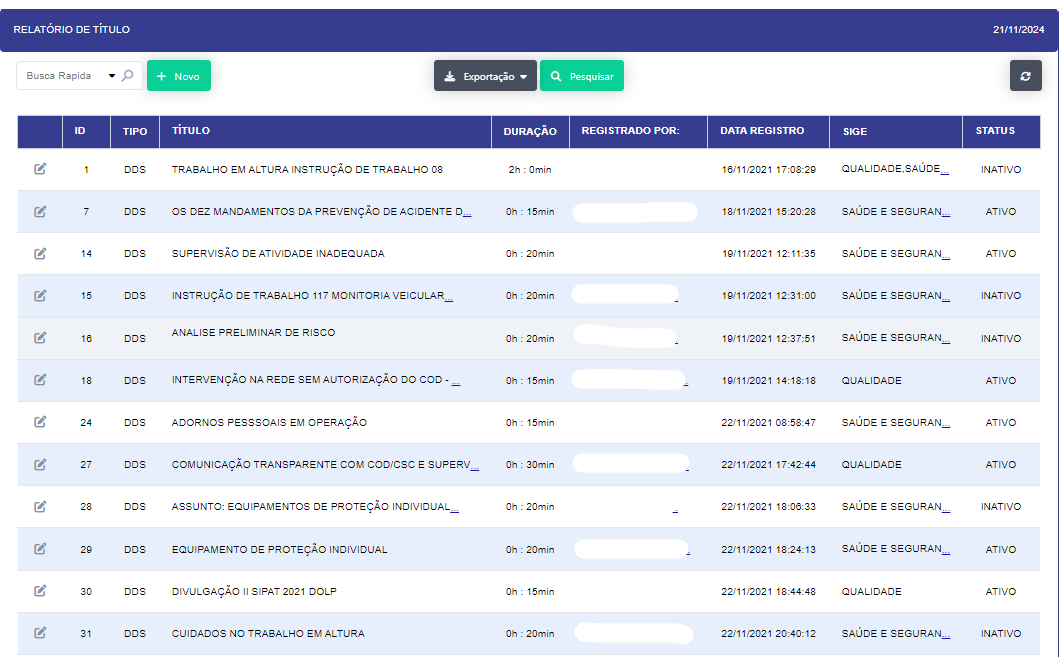 RELATÓRIO DE TÍTULO 21/11/2024
Busca Rapida Novo Exportação Pesquisar
ID TIPO TÍTULO DURAÇÃO REGISTRADO POR: DATA REGISTRO SIGE STATUS
1 DDS TRABALHO EM ALTURA INSTRUÇÃO DE TRABALHO 08 2h : 0min 16/11/2021 17:08:29 QUALIDADE,SAÚDE... INATIVO
7 DDS OS DEZ MANDAMENTOS DA PREVENÇÃO DE ACIDENTE D... 0h : 15min 18/11/2021 15:20:28 SAÚDE E SEGURAN... ATIVO
14 DDS SUPERVISÃO DE ATIVIDADE INADEQUADA 0h : 20min 19/11/2021 12:11:35 SAÚDE E SEGURAN... ATIVO
15 DDS INSTRUÇÃO DE TRABALHO 117 MONITORIA VEICULAR... 0h : 20min 19/11/2021 12:31:00 SAÚDE E SEGURAN... INATIVO
16 DDS ANALISE PRELIMINAR DE RISCO 0h : 20min 19/11/2021 12:37:51 SAÚDE E SEGURAN... INATIVO
18 DDS INTERVENÇÃO NA REDE SEM AUTORIZAÇÃO DO COD - ... 0h : 15min 19/11/2021 14:18:18 QUALIDADE ATIVO
24 DDS ADORNOS PESSSOAIS EM OPERAÇÃO 0h : 15min 22/11/2021 08:58:47 SAÚDE E SEGURAN... ATIVO
27 DDS COMUNICAÇÃO TRANSPARENTE COM COD/CSC E SUPERV... 0h : 30min 22/11/2021 17:42:44 QUALIDADE ATIVO
28 DDS ASSUNTO: EQUIPAMENTOS DE PROTEÇÃO INDIVIDUAL... 0h : 20min 22/11/2021 18:06:33 SAÚDE E SEGURAN... INATIVO
29 DDS EQUIPAMENTO DE PROTEÇÃO INDIVIDUAL 0h : 20min 22/11/2021 18:24:13 SAÚDE E SEGURAN... ATIVO
30 DDS DIVULGAÇÃO II SIPAT 2021 DOLP 0h : 15min 22/11/2021 18:44:48 QUALIDADE ATIVO
31 DDS CUIDADOS NO TRABALHO EM ALTURA 0h : 20min 22/11/2021 20:40:12 SAÚDE E SEGURAN... INATIVO